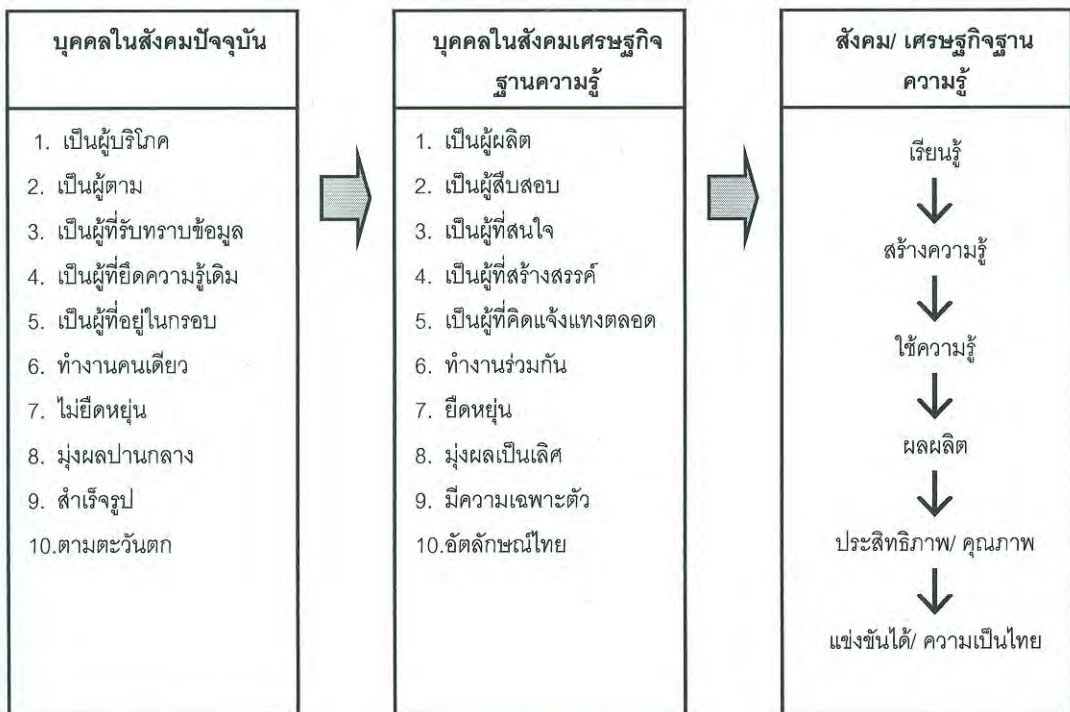 บุคคลในสังคมปัจจุบัน
1. เป็นผู้บริโภค
2. เป็นผู้ตาม
3. เป็นผู้ที่รับทราบข้อมูล
4. เป็นผู้ที่ยึดความรู้เดิม
5. เป็นผู้ที่อยู่ในกรอบ
6. ทำงานคนเดียว
7. ไม่ยืดหยุ่น
8. มุ่งผลปานกลาง
9. สำเร็จรูป
10.ตามตะวันตก
บุคคลในสังคมเศรษฐกิจ
ฐานความรู้
1. เป็นผู้ผลิต
2. เป็นผู้สืบสอบ
3. เป็นผู้ที่สนใจ
4. เป็นผู้ที่สร้างสรรค์
5. เป็นผู้ที่คิดแจ้งแทงตลอด
6. ทำงานร่วมกัน
7. ยืดหยุ่น
8. มุ่งผลเป็นเลิศ
9. มีความเฉพาะตัว
10.อัตลักษณ์ไทย
สังคม/ เศรษฐกิจฐาน
ความรู้
เรียนรู้
สร้างความรู้
ใช้ความรู้
ผลผลิต
ประสิทธิภาพ/ คุณภาพ
แข่งขันได้/ ความเป็นไทย